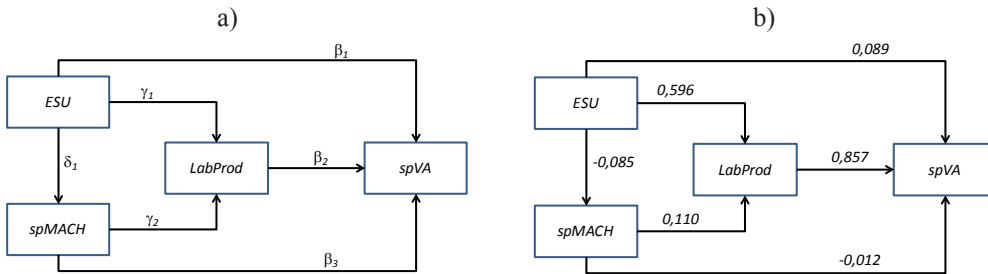 a)
β1
ESU
γ1
δ1
LabProd
β2
spVA
spMACH
γ2
β3
b)
0,089
ESU
0,596
-0,085
LabProd
0,857
spVA
spMACH
0,110
-0,012